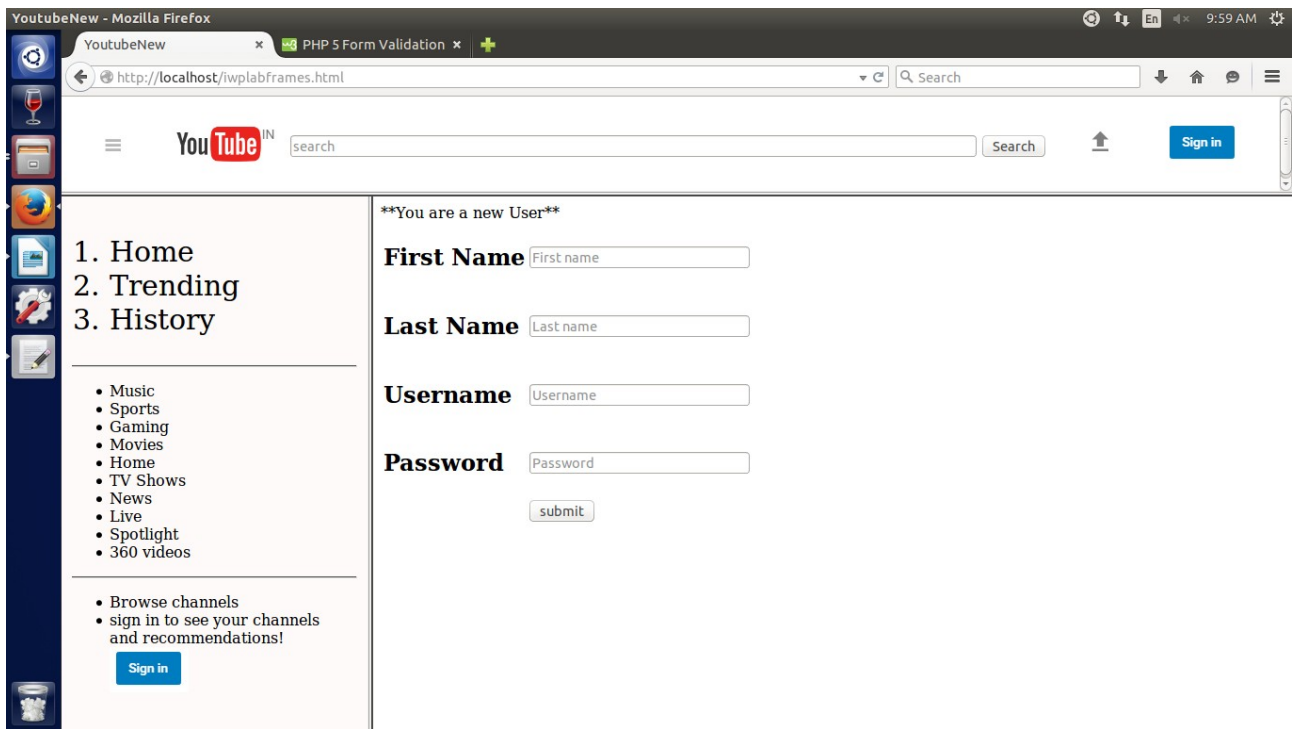 YoutubeNew - Mozilla Firefox
En 9:59 AM
YoutubeNew × PHP 5 Form Validation ×
http://localhost/iwplabframes.html Search
YouTube IN search Search Sign in
**You are a new User**
1. Home
2. Trending
3. History
First Name First name
Last Name Last name
Username Username
Password Password
submit
• Music
• Sports
• Gaming
• Movies
• Home
• TV Shows
• News
• Live
• Spotlight
• 360 videos
• Browse channels
• sign in to see your channels
and recommendations!
Sign in